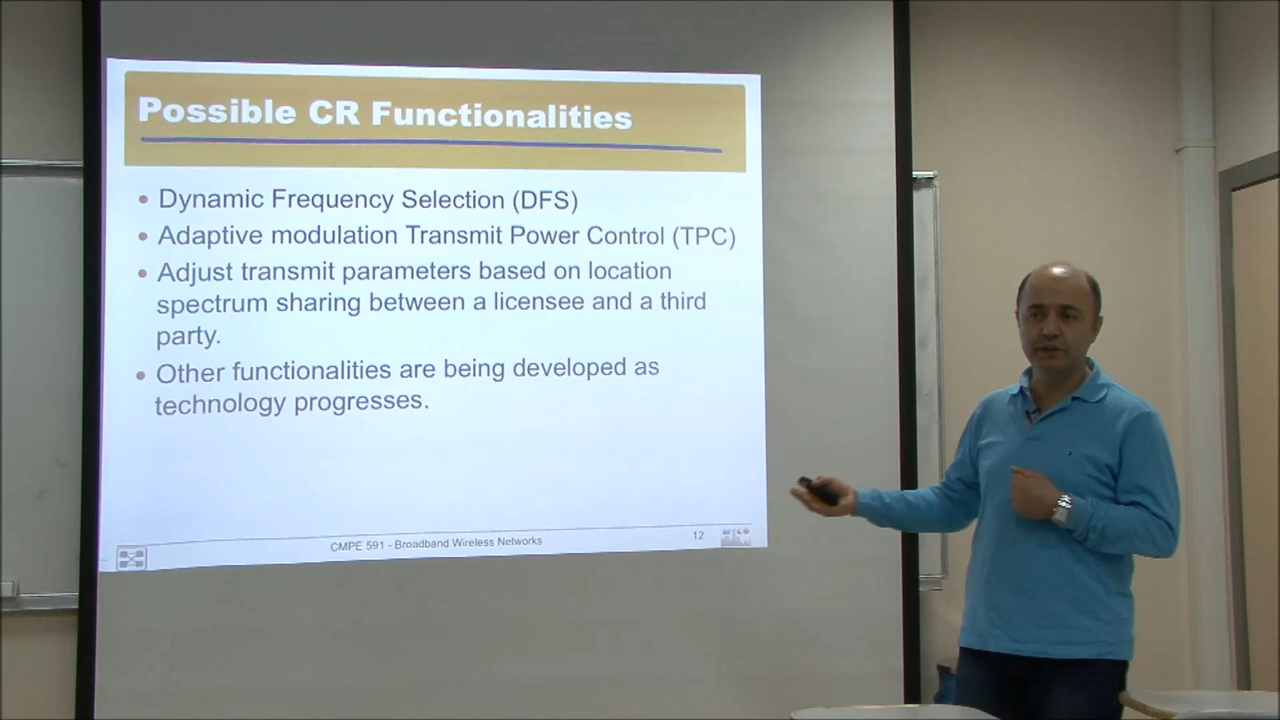 Possible CR Functionalities
• Dynamic Frequency Selection (DFS)
• Adaptive modulation Transmit Power Control (TPC)
• Adjust transmit parameters based on location
spectrum sharing between a licensee and a third
party.
• Other functionalities are being developed as
technology progresses.
CMPE 591 - Broadband Wireless Networks
12